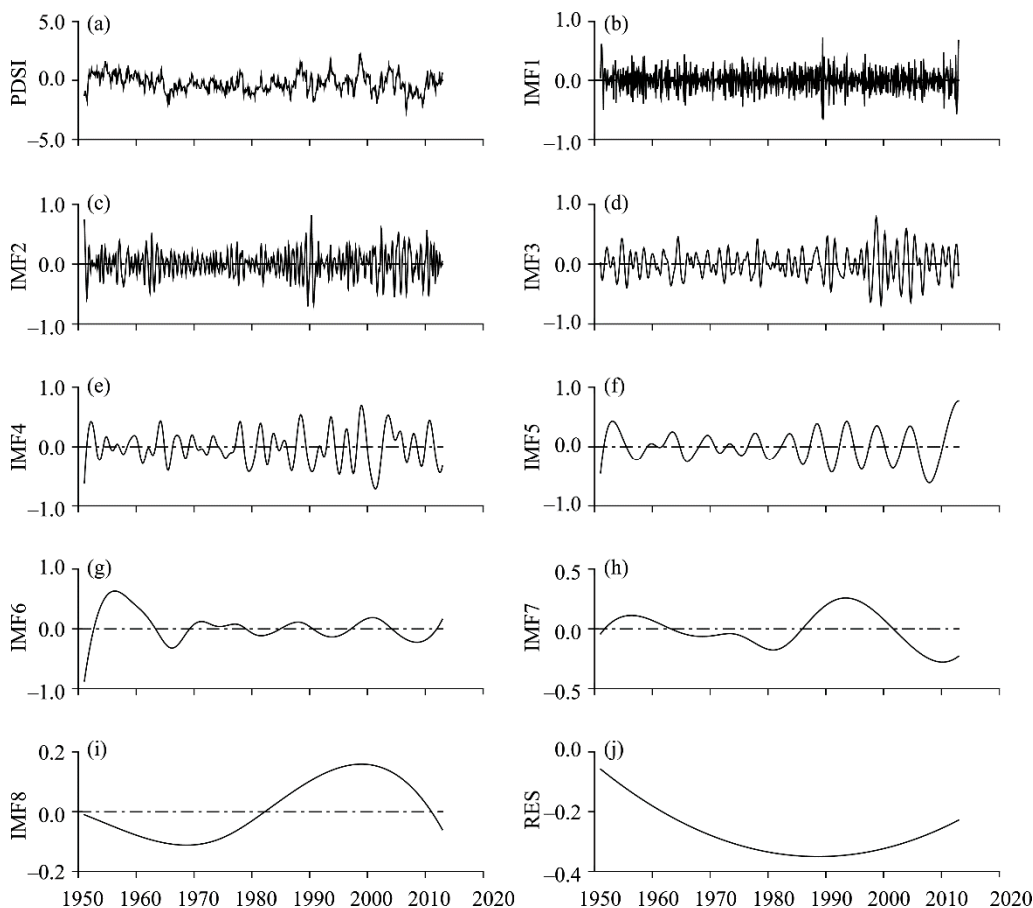 (a)
5.0
0.0
−5.0
PDSI
(b)
1.0
0.0
−1.0
IMF1
(c)
1.0
0.0
−1.0
IMF2
(d)
1.0
0.0
−1.0
IMF3
(e)
1.0
0.0
−1.0
IMF4
(f)
1.0
0.0
−1.0
IMF5
(g)
1.0
0.0
−1.0
IMF6
(h)
0.5
0.0
−0.5
IMF7
(i)
0.2
0.0
−0.2
IMF8
1950 1960 1970 1980 1990 2000 2010 2020
(j)
0.0
−0.2
−0.4
RES
1950 1960 1970 1980 1990 2000 2010 2020